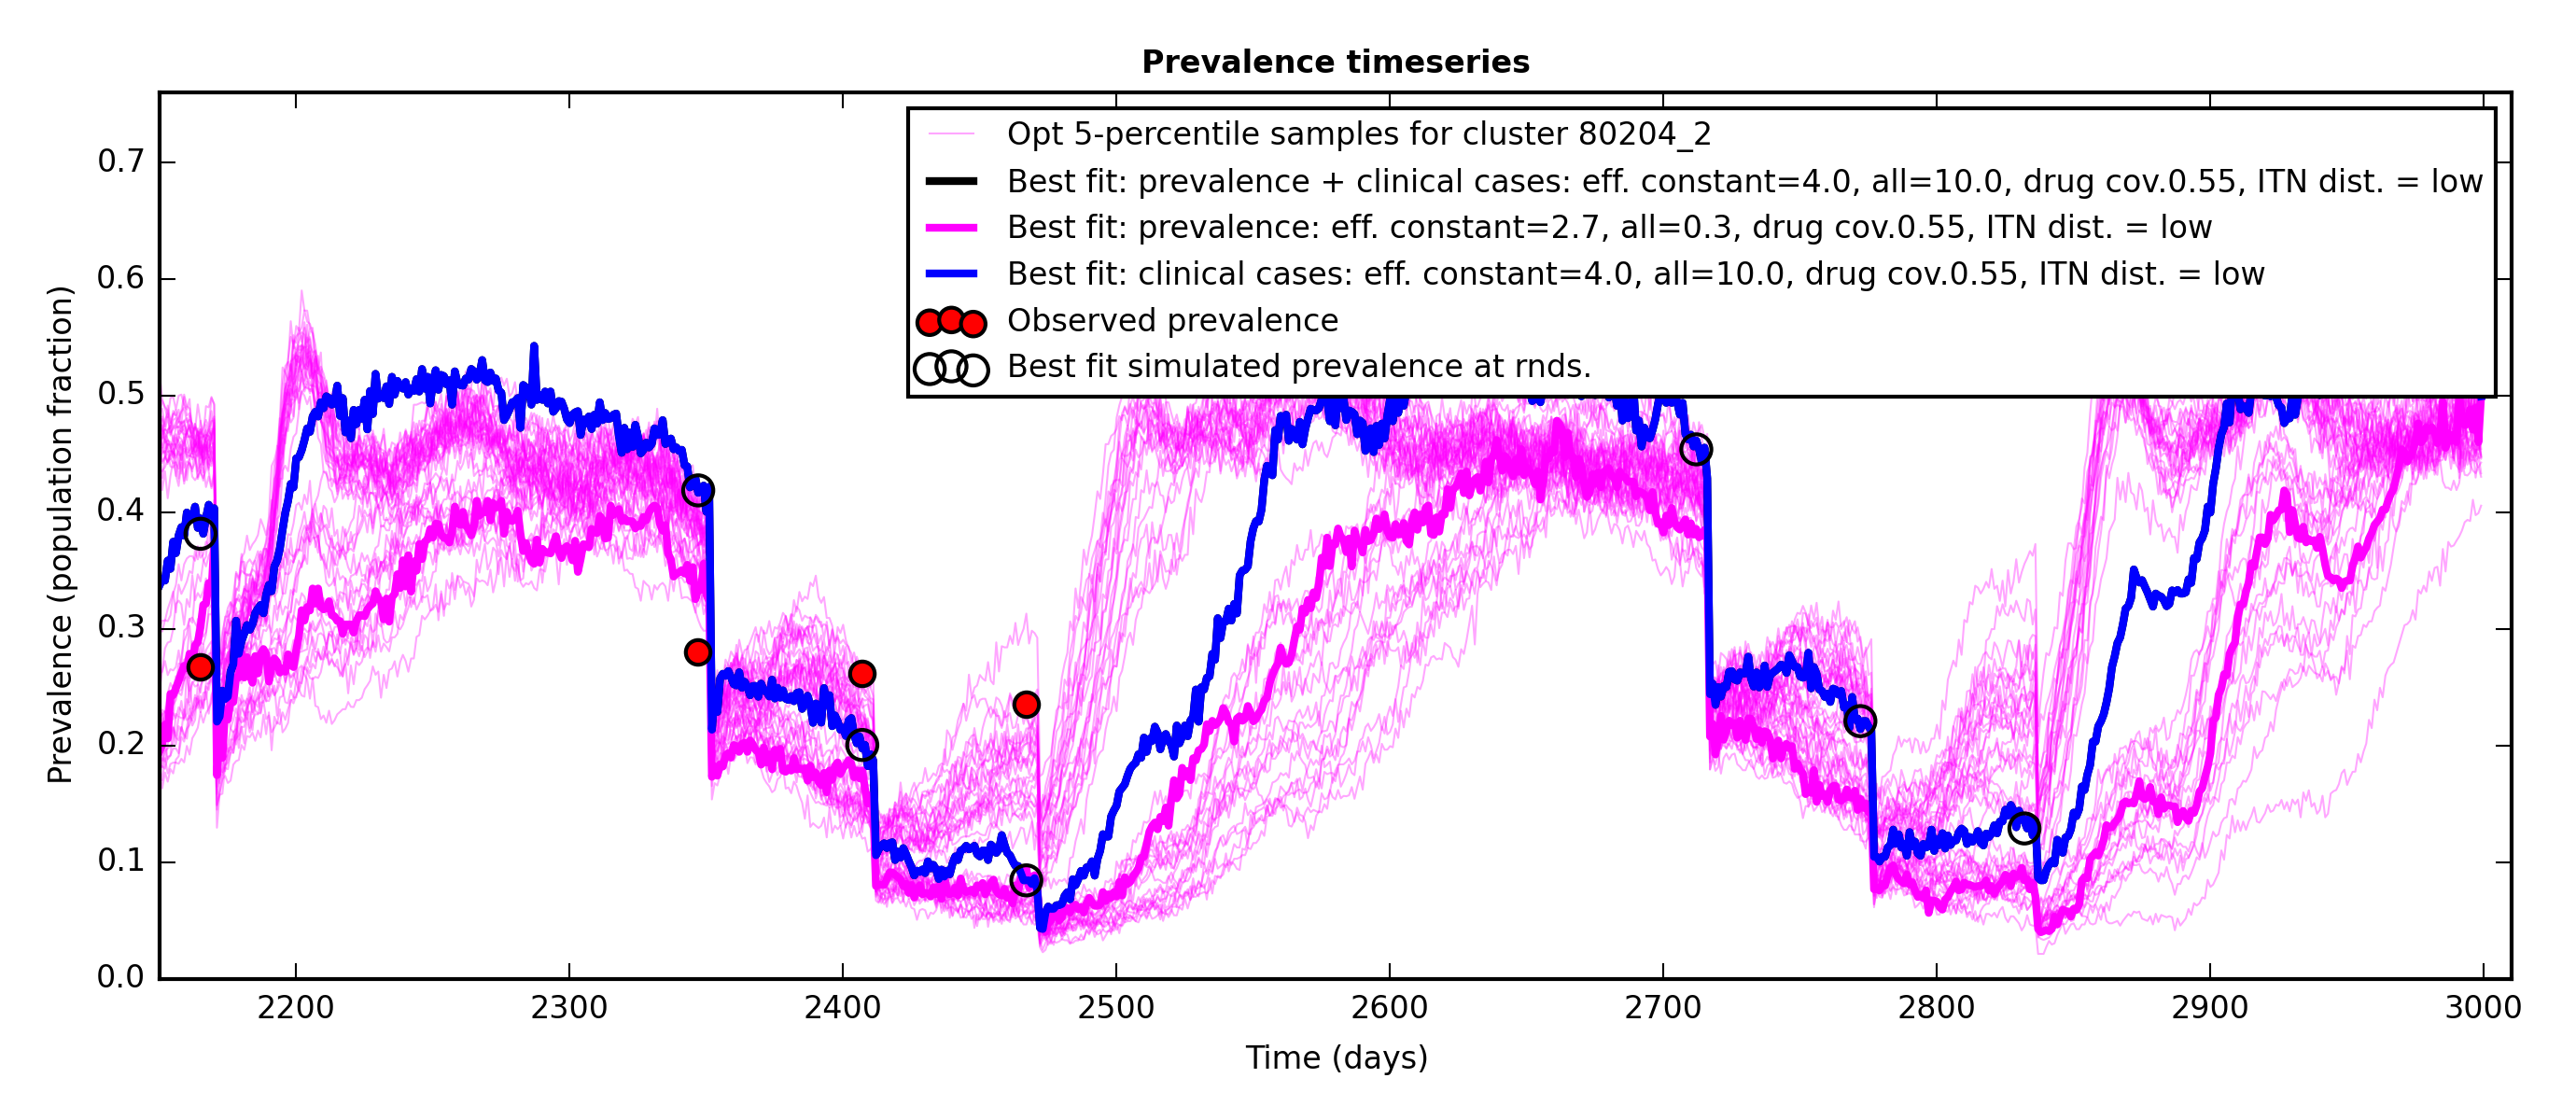 Prevalence timeseries
Opt 5-percentile samples for cluster 80204_2
Best fit: prevalence + clinical cases: eff. constant=4.0, all=10.0, drug cov.0.55, ITN dist. = low
Best fit: prevalence: eff. constant=2.7, all=0.3, drug cov.0.55, ITN dist. = low
Best fit: clinical cases: eff. constant=4.0, all=10.0, drug cov.0.55, ITN dist. = low
Observed prevalence
Best fit simulated prevalence at rnds.
Prevalence (population fraction)
0.7
0.6
0.5
0.4
0.3
0.2
0.1
0.0
2200 2300 2400 2500 2600 2700 2800 2900 3000
Time (days)